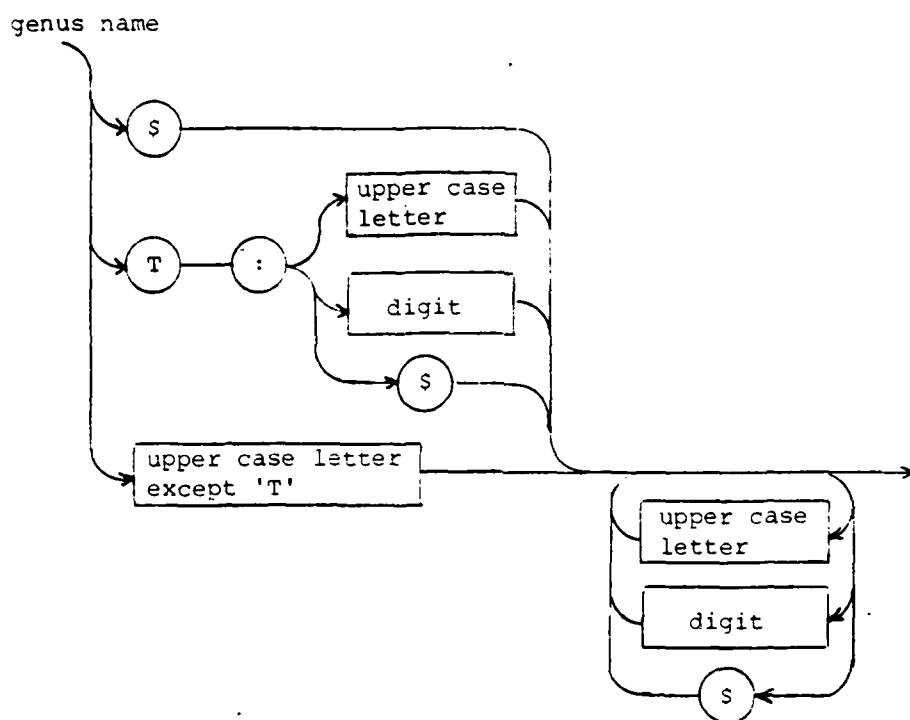 genus name
$
upper case
letter
T
:
digit
$
upper case letter
except 'T'
upper case
letter
digit
$